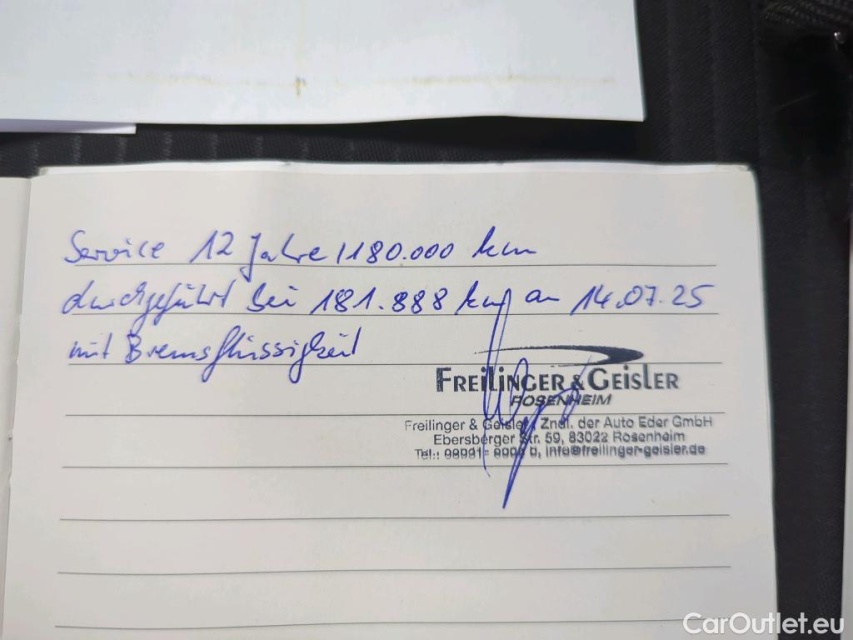 Service 12 Jahre / 180.000 km
durchgeführt bei 181.888 km am 14.07.25
mit Bremsflüssigkeit
FREILINGER & GEISLER
ROSENHEIM
Freilinger & Geisler, Zndl. der Auto Eder GmbH
Ebersberger Str. 59, 83022 Rosenheim
Tel.: info@freilinger-geisler.de
CarOutlet.eu